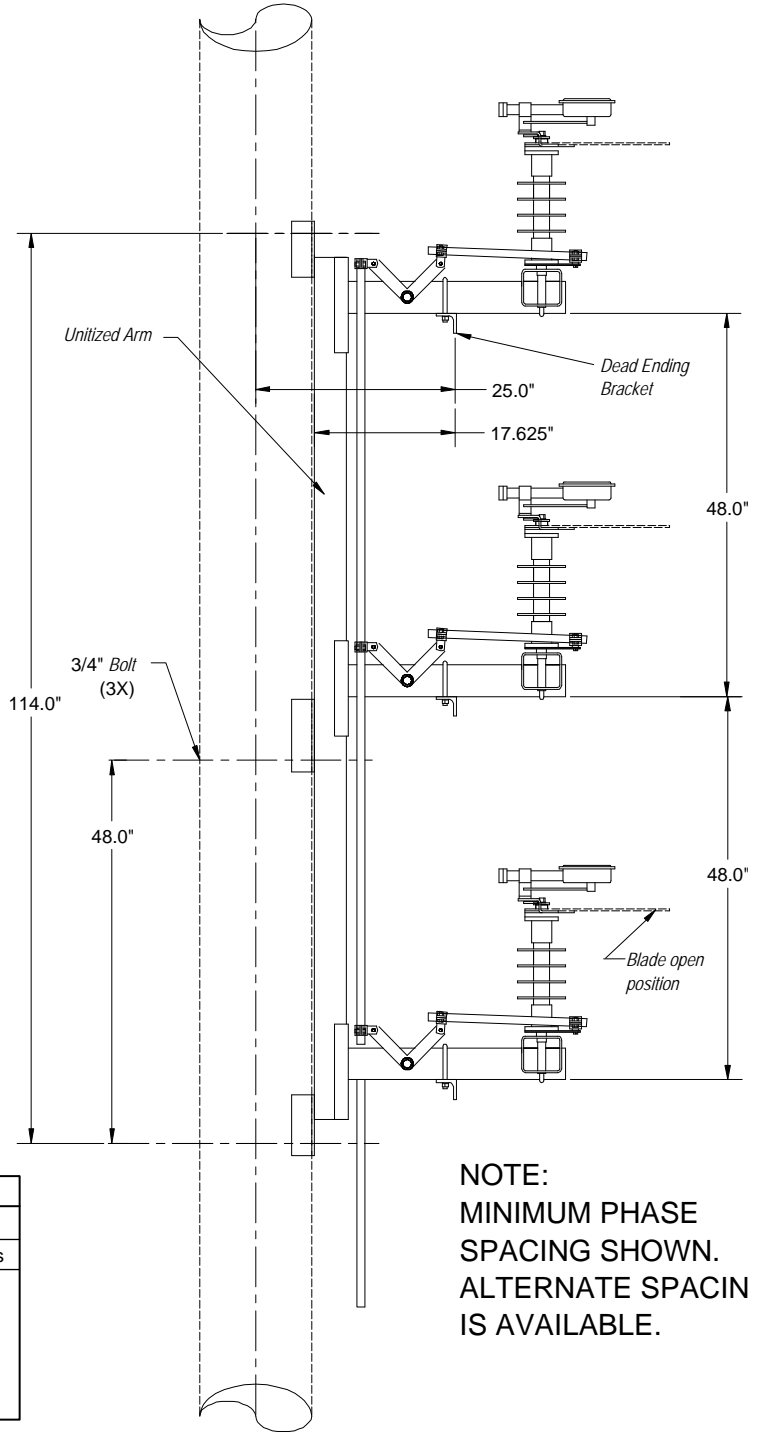 Unitized Arm
Dead Ending
Bracket
25.0"
17.625"
48.0"
3/4" Bolt
(3X)
114.0"
48.0"
48.0"
Blade open
position
s
NOTE:
MINIMUM PHASE
SPACING SHOWN.
ALTERNATE SPACIN
IS AVAILABLE.